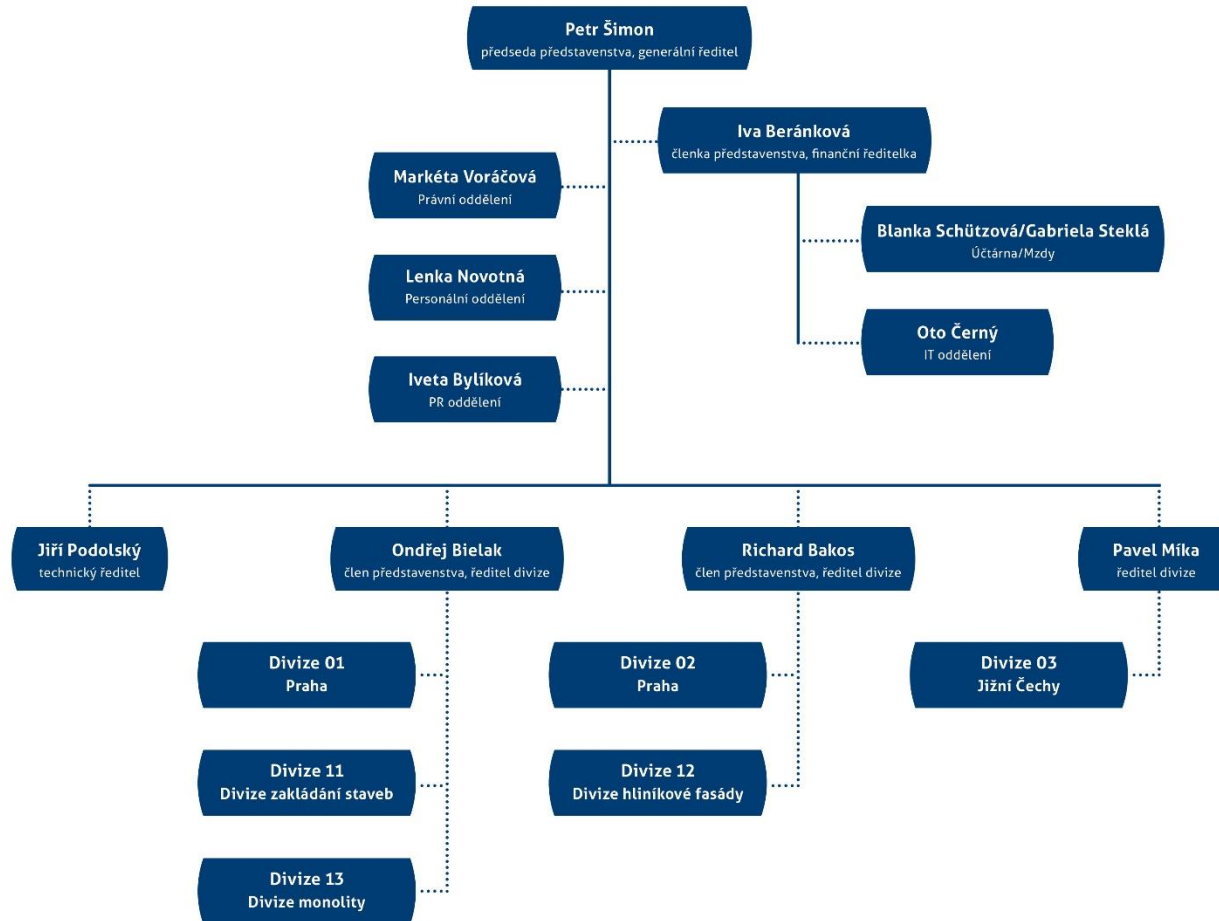 Petr Šimon
předseda představenstva, generální ředitel
Iva Beránková
členka představenstva, finanční ředitelka
Markéta Voráčová
Právní oddělení
Blanka Schützová/Gabriela Steklá
Účtárna/Mzdy
Lenka Novotná
Personální oddělení
Oto Černý
IT oddělení
Iveta Bylíková
PR oddělení
Jiří Podolský
technický ředitel
Ondřej Bielak
člen představenstva, ředitel divize
Richard Bakos
člen představenstva, ředitel divize
Pavel Míka
ředitel divize
Divize 01
Praha
Divize 02
Praha
Divize 03
Jižní Čechy
Divize 11
Divize zakládání staveb
Divize 12
Divize hliníkové fasády
Divize 13
Divize monolity